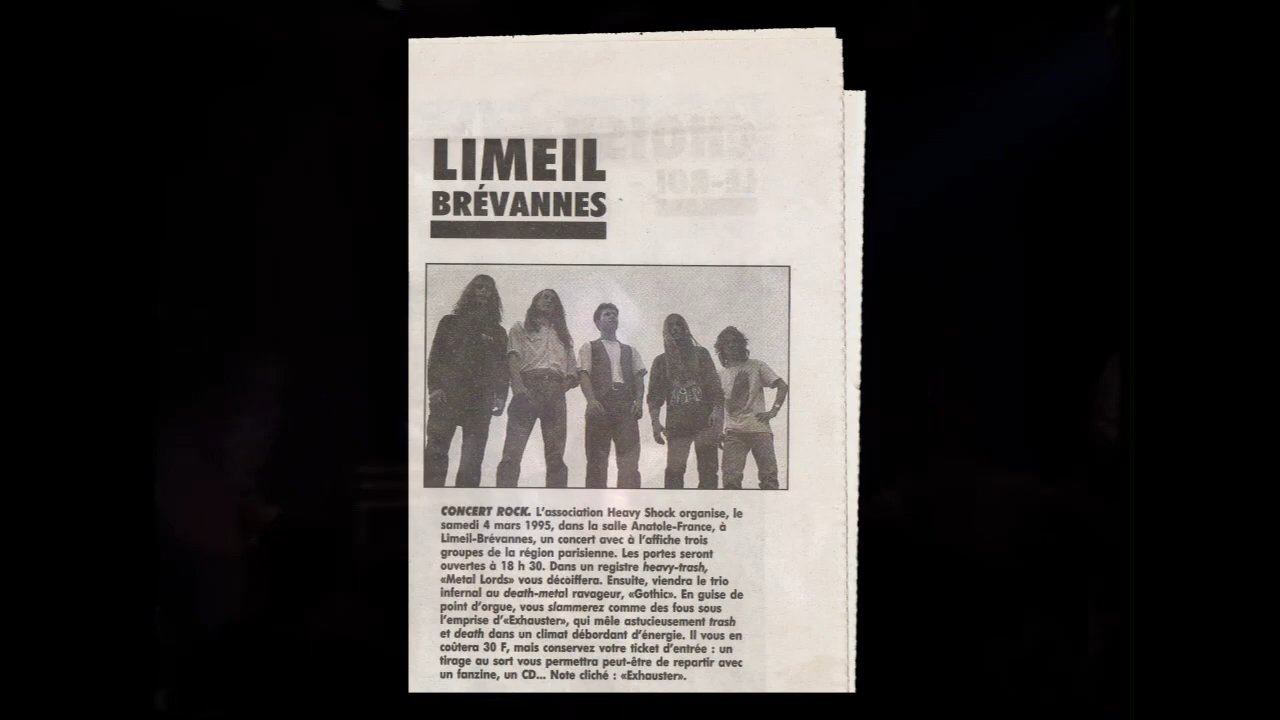 LIMEIL
BRÉVANNES
CONCERT ROCK. L'association Heavy Shock organise, le
samedi 4 mars 1995, dans la salle Anatole-France, à
Limeil-Brévannes, un concert avec à l'affiche trois
groupes de la région parisienne. Les portes seront
ouvertes à 18 h 30. Dans un registre heavy-trash,
«Metal Lords» vous décoiffera. Ensuite, viendra le trio
infernal au death-metal ravageur, «Gothic». En guise de
point d'orgue, vous slammerez comme des fous sous
l'emprise d'«Exhauster», qui mêle astucieusement trash
et death dans un climat débordant d'énergie. Il vous en
coûtera 30 F, mais conservez votre ticket d'entrée : un
tirage au sort vous permettra peut-être de repartir avec
un fanzine, un CD... Note cliché : «Exhauster».